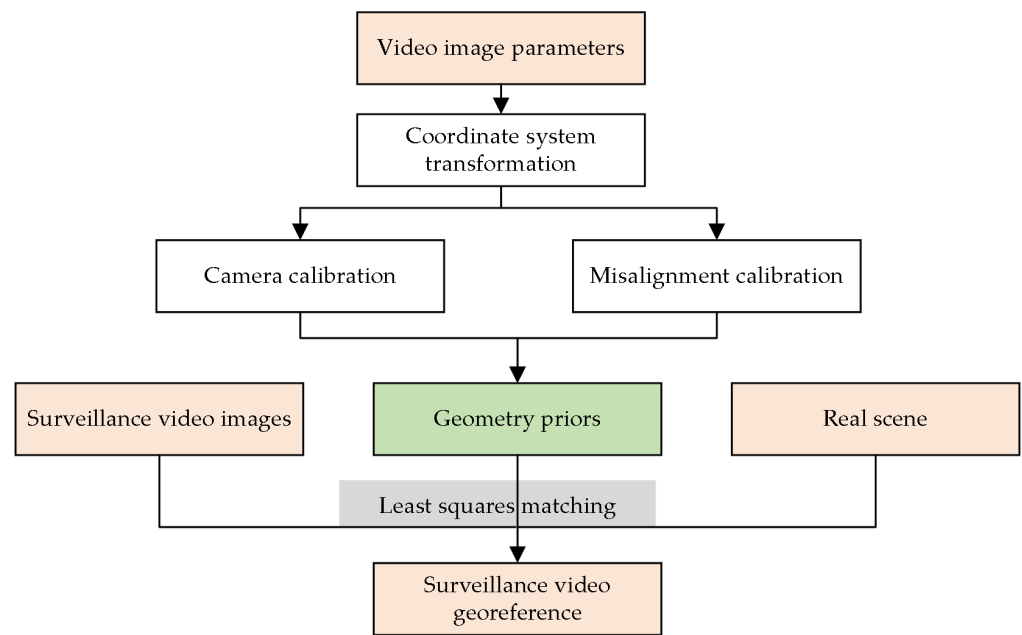 Video image parameters
Coordinate system
transformation
Camera calibration
Misalignment calibration
Surveillance video images
Geometry priors
Real scene
Least squares matching
Surveillance video
georeference